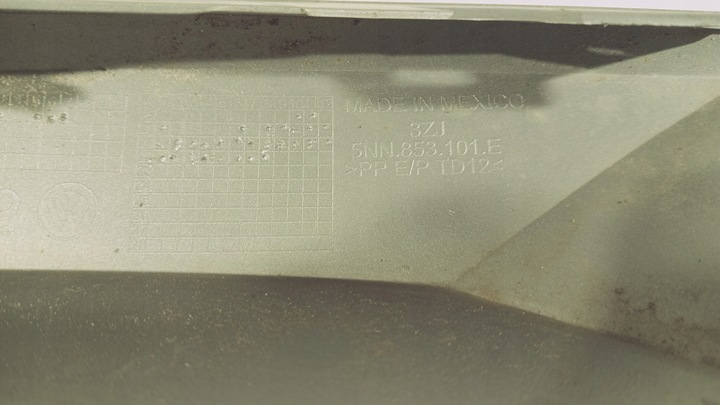 MADE IN MEXICO
3ZJ
5NN.853.101.E
>PP E/P TD12<